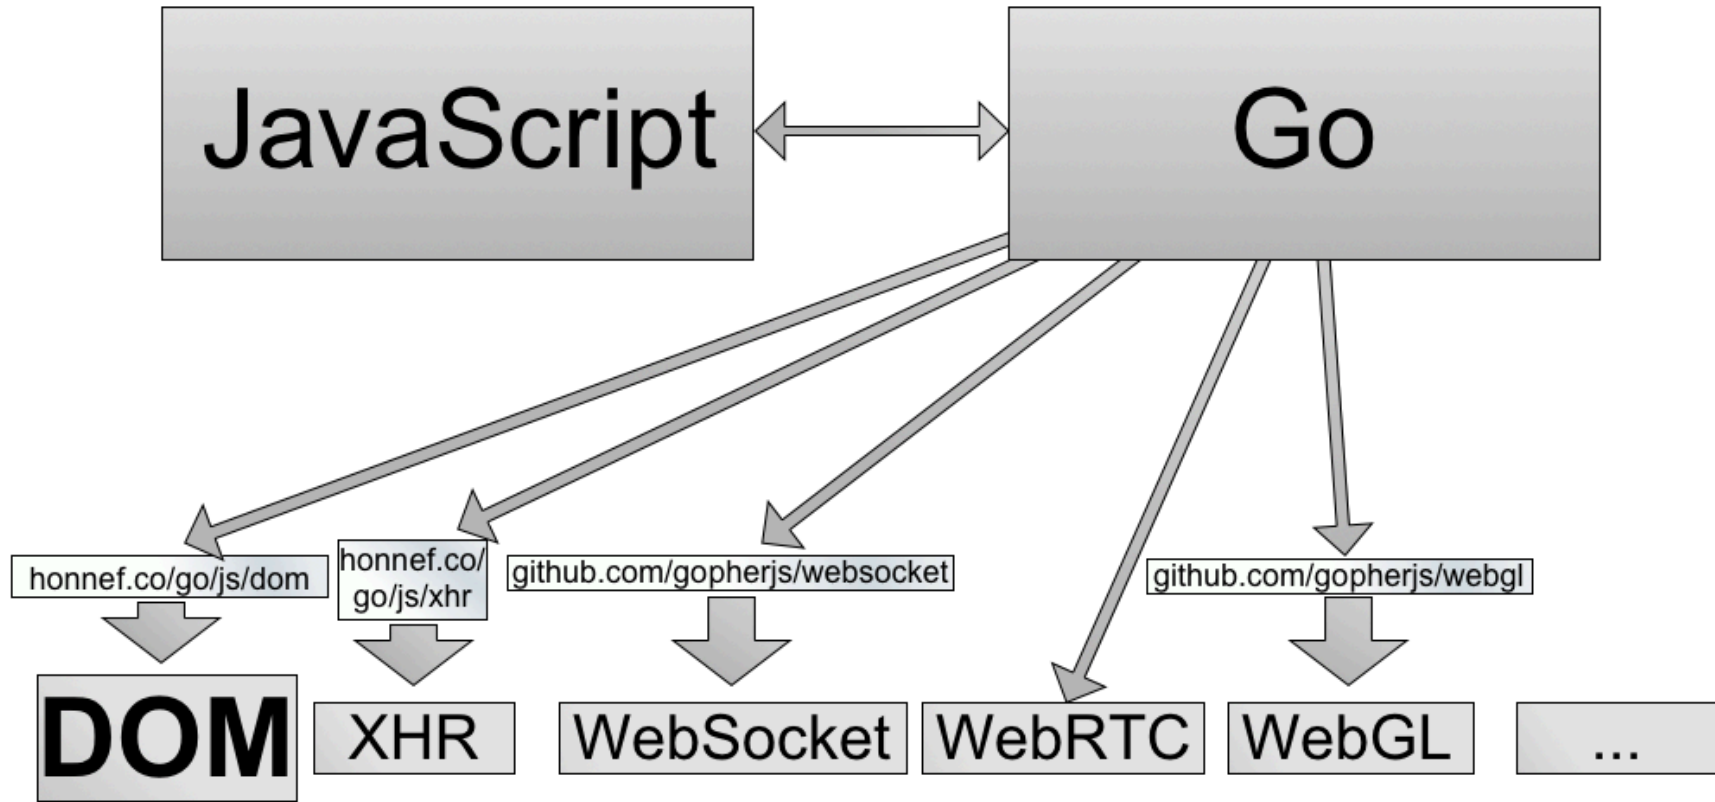 JavaScript
Go
honnef.co/go/js/dom
honnef.co/
go/js/xhr
github.com/gopherjs/websocket
github.com/gopherjs/webgl
DOM
XHR
WebSocket
WebRTC
WebGL
...